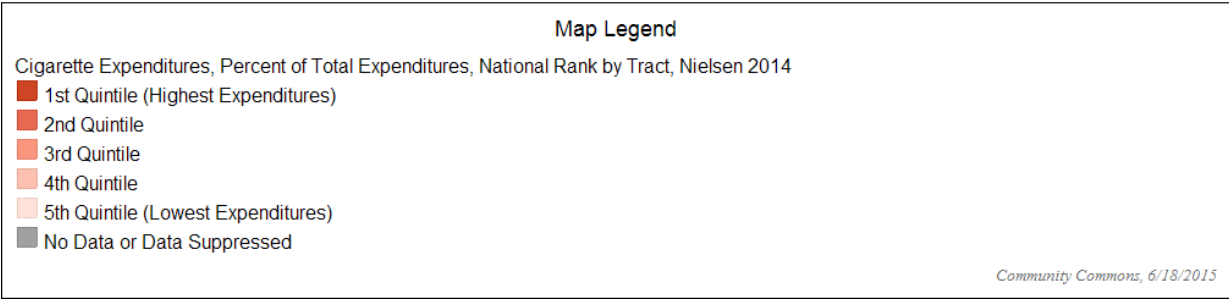 Map Legend
Cigarette Expenditures, Percent of Total Expenditures, National Rank by Tract, Nielsen 2014
1st Quintile (Highest Expenditures)
2nd Quintile
3rd Quintile
4th Quintile
5th Quintile (Lowest Expenditures)
No Data or Data Suppressed
Community Commons, 6/18/2015